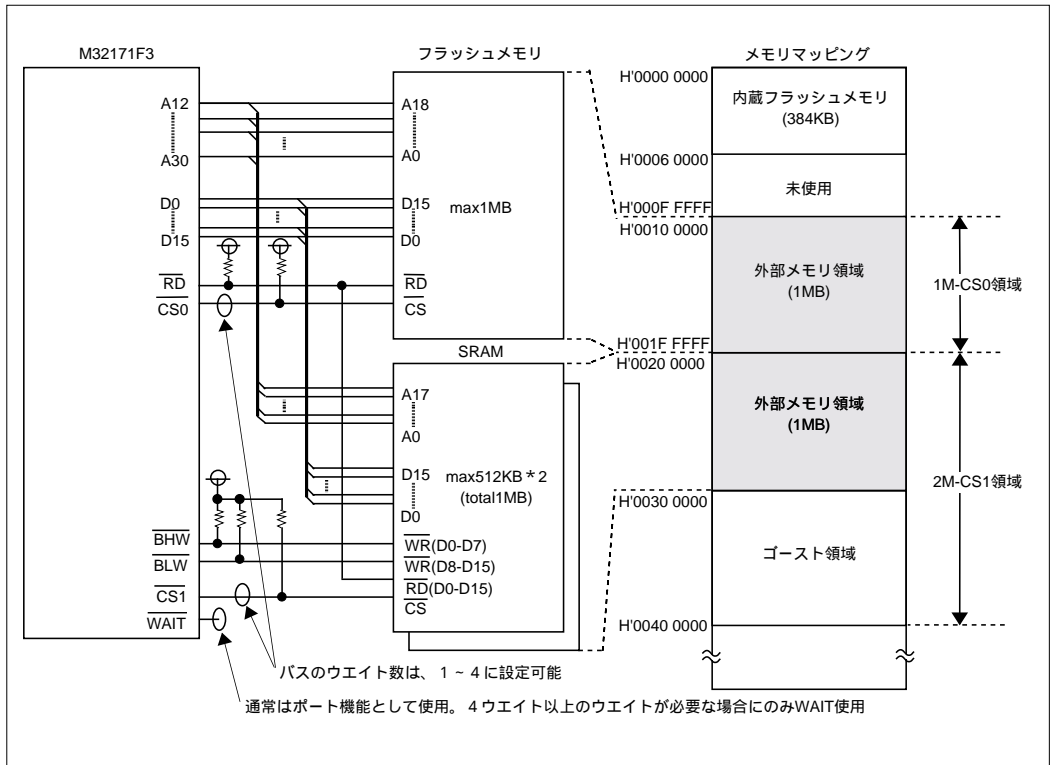 M32171F3
A12
A30
D0
D15
RD
CS0
BHW
BLW
CS1
WAIT
フラッシュメモリ
A18
A0
D15
D0
max1MB
RD
CS
SRAM
A17
A0
D15
D0
max512KB*2
(total1MB)
WR(D0-D7)
WR(D8-D15)
RD(D0-D15)
CS
バスのウエイト数は、1~4に設定可能
通常はポート機能として使用。4ウエイト以上のウエイトが必要な場合にのみWAIT使用
メモリマッピング
H'0000 0000
内蔵フラッシュメモリ
(384KB)
H'0006 0000
未使用
H'000F FFFF
H'0010 0000
外部メモリ領域
(1MB)
1M-CS0領域
H'001F FFFF
H'0020 0000
外部メモリ領域
(1MB)
2M-CS1領域
H'0030 0000
ゴースト領域
H'0040 0000